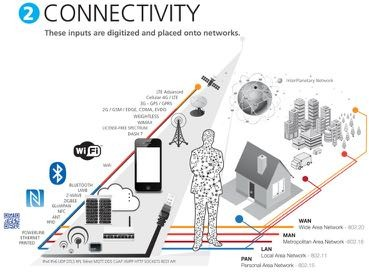 2 CONNECTIVITY
These inputs are digitized and placed onto networks.
LTE Advanced
Cellular 4G / LTE
3G - GPS / GPRS
2G / GSM / EDGE, CDMA, EVDO
WEIGHTLESS
WIMAX
LICENSE-FREE SPECTRUM
DASH 7
InterPlanetary Network
WiFi
WiFi
BLUETOOTH
UWB
Z-WAVE
ZIGBEE
6LoWPAN
NFC
ANT
RFID
POWERLINE
ETHERNET
PRINTED
WAN
Wide Area Network - 802.20
MAN
Metropolitan Area Network - 802.16
LAN
Local Area Network - 802.11
PAN
Personal Area Network - 802.15